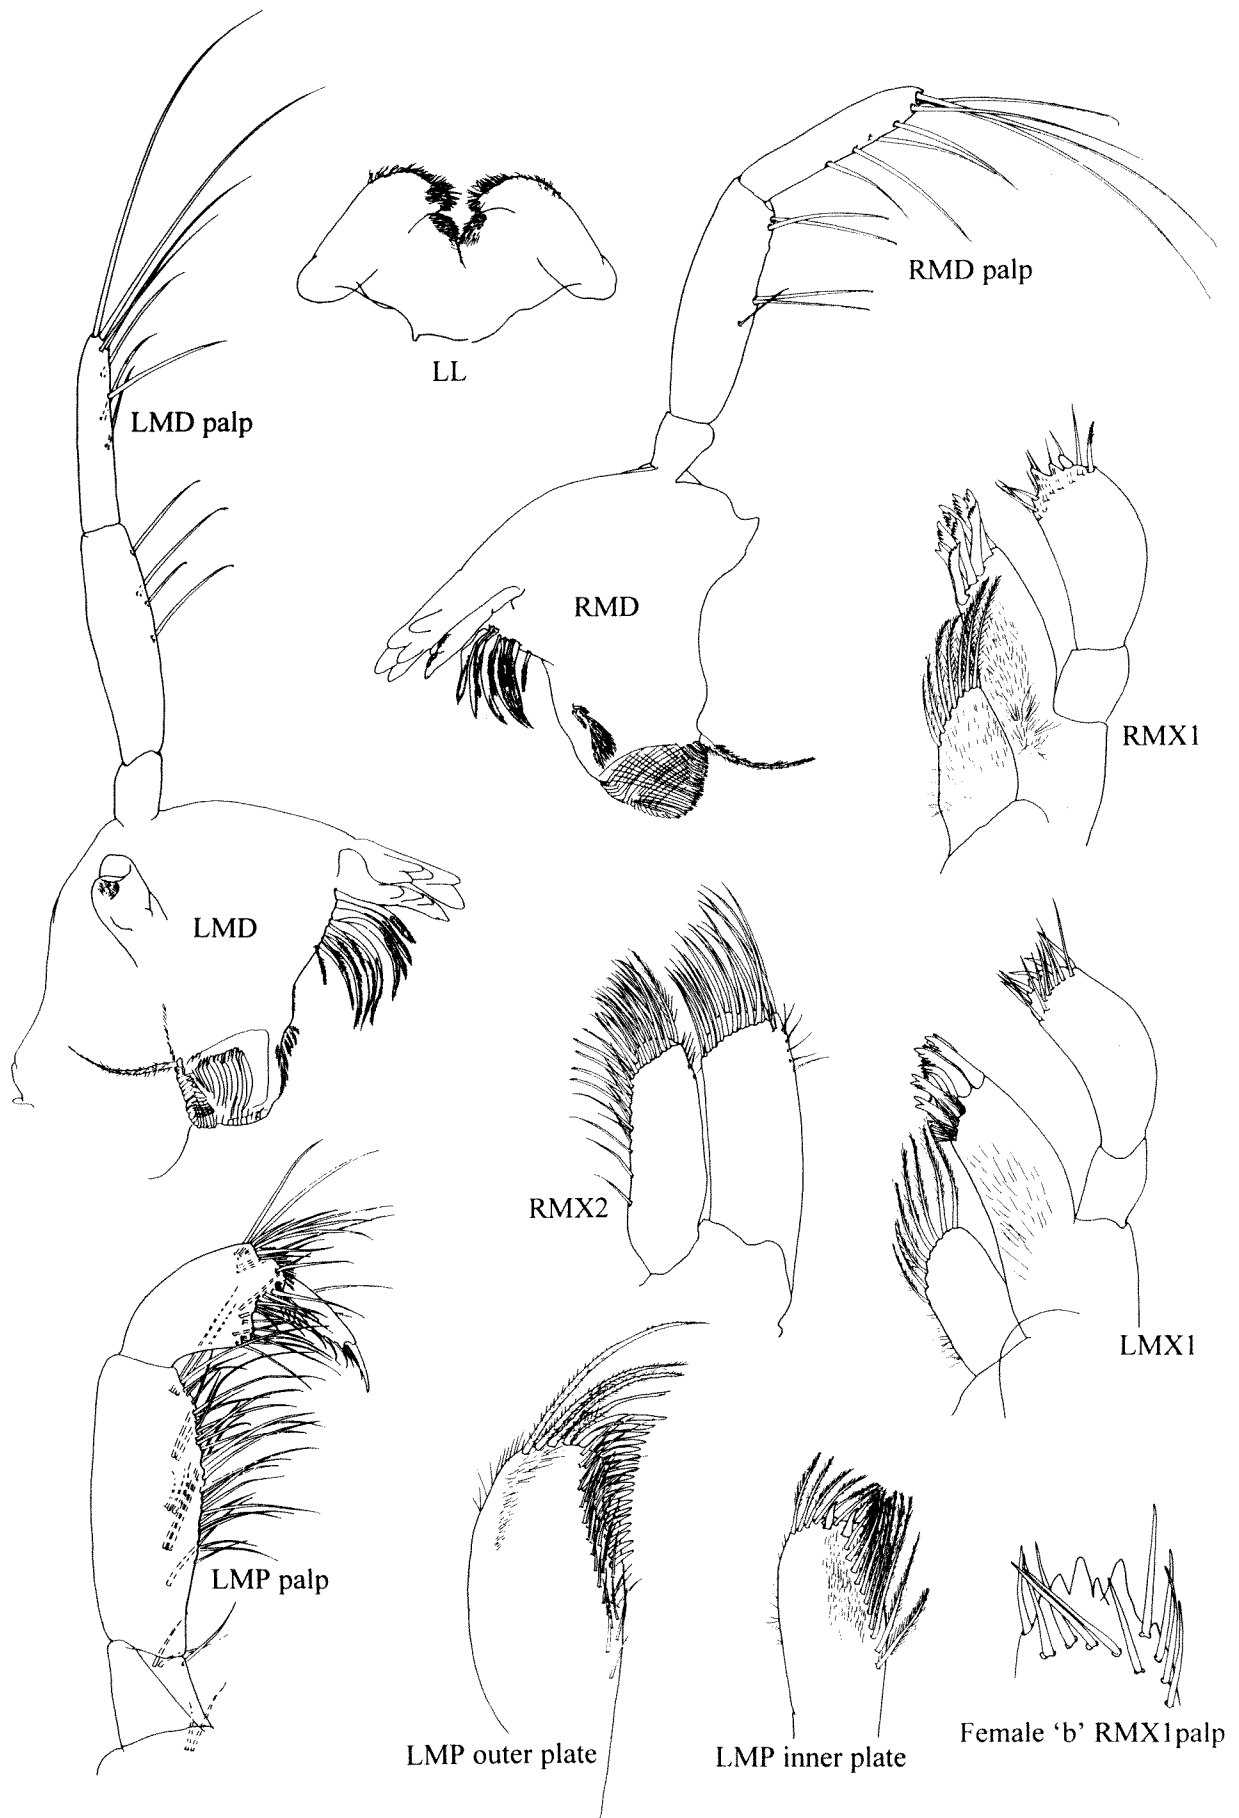 RMD palp
LL
LMD palp
RMD
RMX1
LMD
RMX2
LMX1
LMP palp
LMP outer plate
LMP inner plate
Female ‘b’ RMX1palp